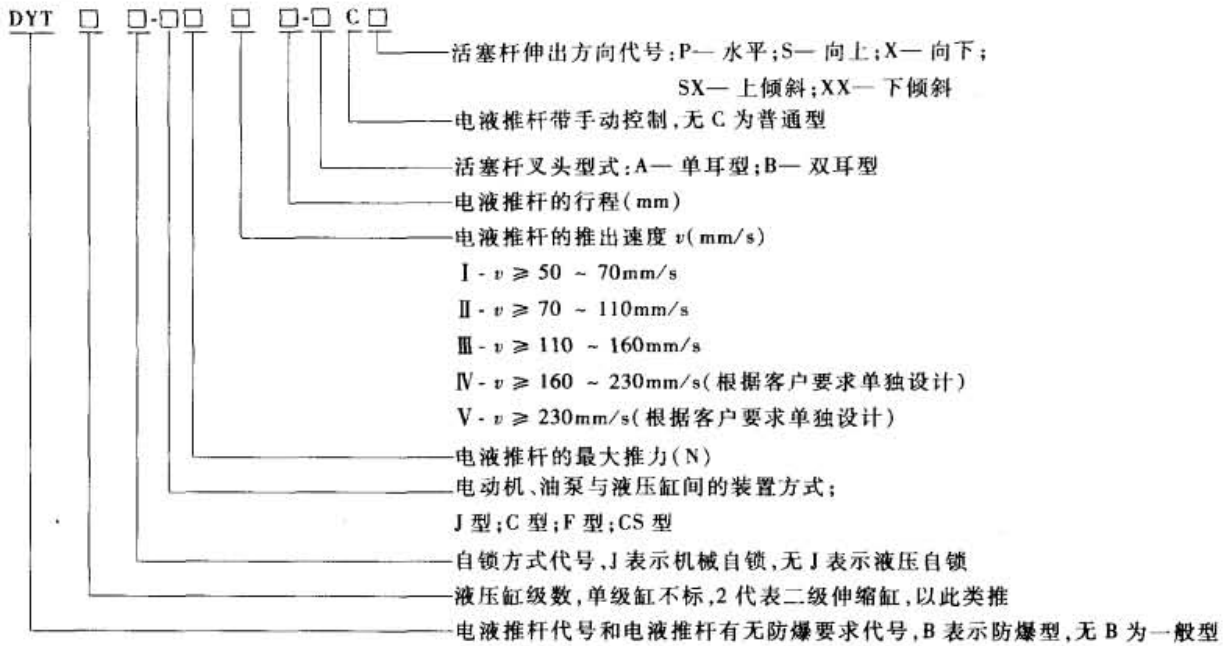 DYT □ □-□□ □ □-□ C □
活塞杆伸出方向代号:P— 水平;S— 向上;X— 向下;
SX— 上倾斜;XX— 下倾斜
电液推杆带手动控制,无 C 为普通型
活塞杆叉头型式:A— 单耳型;B— 双耳型
电液推杆的行程(mm)
电液推杆的推出速度 v(mm/s)
Ⅰ- v ≥ 50 ~ 70mm/s
Ⅱ- v ≥ 70 ~ 110mm/s
Ⅲ- v ≥ 110 ~ 160mm/s
Ⅳ- v ≥ 160 ~ 230mm/s(根据客户要求单独设计)
Ⅴ- v ≥ 230mm/s(根据客户要求单独设计)
电液推杆的最大推力(N)
电动机、油泵与液压缸间的装置方式;
J 型;C 型;F 型;CS 型
自锁方式代号,J 表示机械自锁,无 J 表示液压自锁
液压缸级数,单级缸不标,2 代表二级伸缩缸,以此类推
电液推杆代号和电液推杆有无防爆要求代号,B 表示防爆型,无 B 为一般型